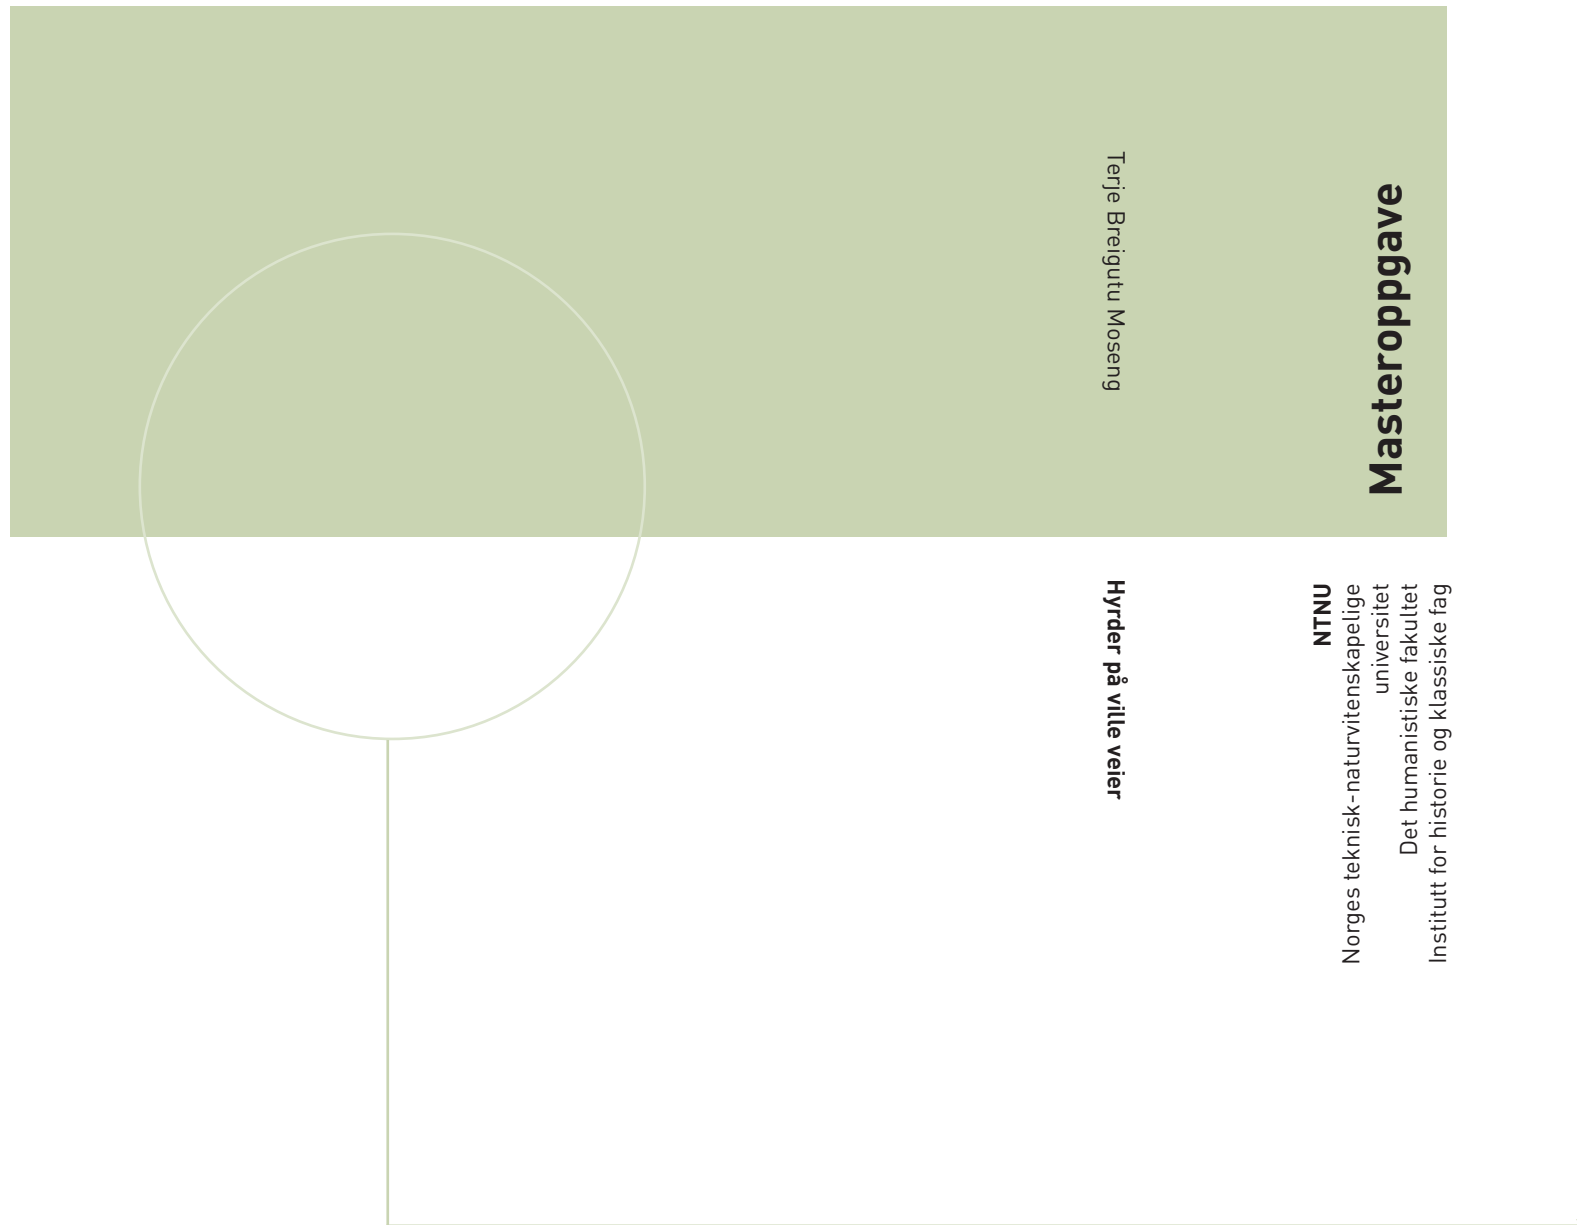 Terje Breigutu Moseng
Hyrder på ville veier
Masteroppgave
NTNU
Norges teknisk-naturvitenskapelige
universitet
Det humanistiske fakultet
Institutt for historie og klassiske fag